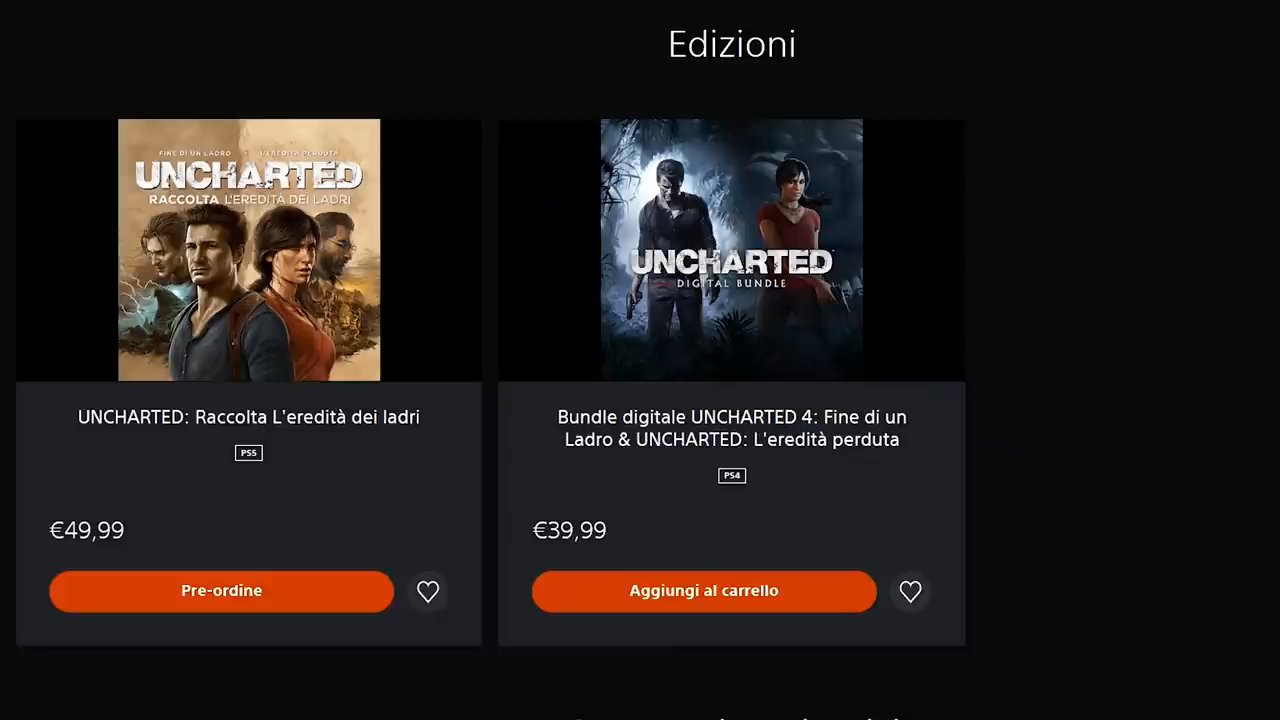 Edizioni
FINE DI UN LADRO L'EREDITÀ PERDUTA
UNCHARTED
RACCOLTA L'EREDITÀ DEI LADRI
UNCHARTED
DIGITAL BUNDLE
UNCHARTED: Raccolta L'eredità dei ladri
PS5
€49,99
Pre-ordine
Bundle digitale UNCHARTED 4: Fine di un
Ladro & UNCHARTED: L'eredità perduta
PS4
€39,99
Aggiungi al carrello